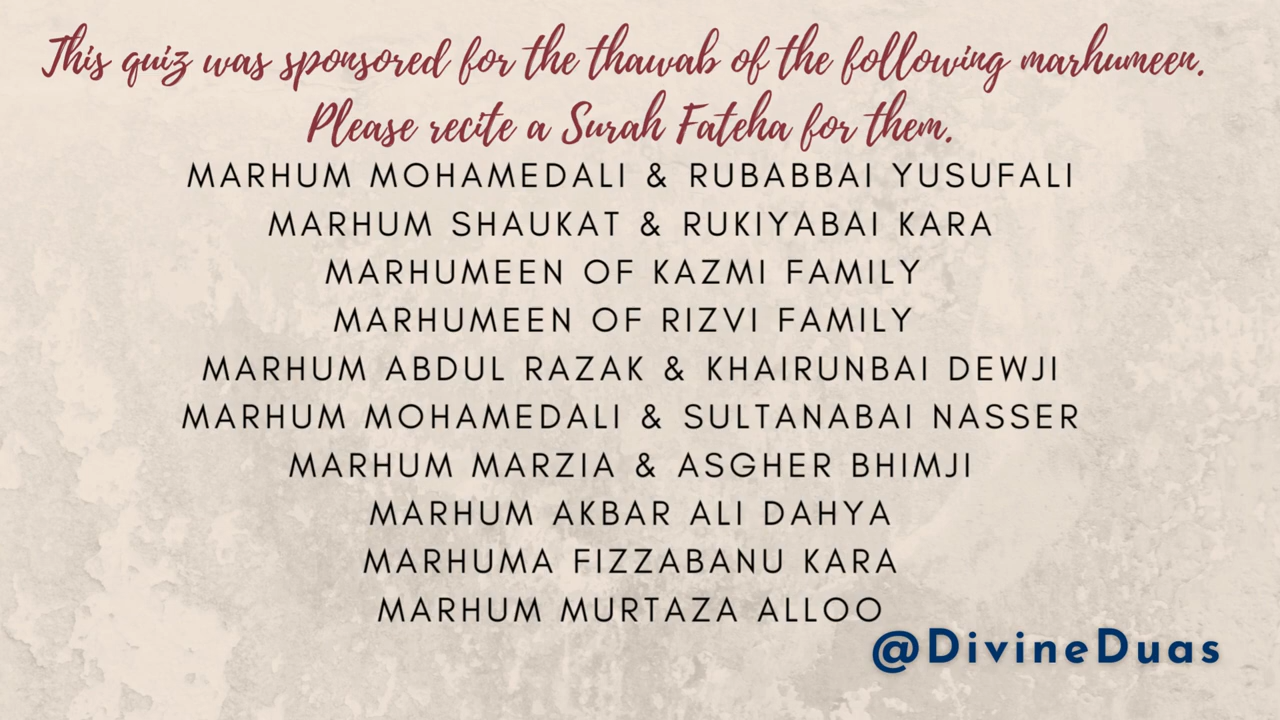 This quiz was sponsored for the thawab of the following marhumeen.
Please recite a Surah Fateha for them.
MARHUM MOHAMEDALI & RUBABBAI YUSUFALI
MARHUM SHAUKAT & RUKIYABAI KARA
MARHUMEEN OF KAZMI FAMILY
MARHUMEEN OF RIZVI FAMILY
MARHUM ABDUL RAZAK & KHAIRUNBAI DEWJI
MARHUM MOHAMEDALI & SULTANABAI NASSER
MARHUM MARZIA & ASGHER BHIMJI
MARHUM AKBAR ALI DAHYA
MARHUMA FIZZABANU KARA
MARHUM MURTAZA ALLOO
@DivineDuas